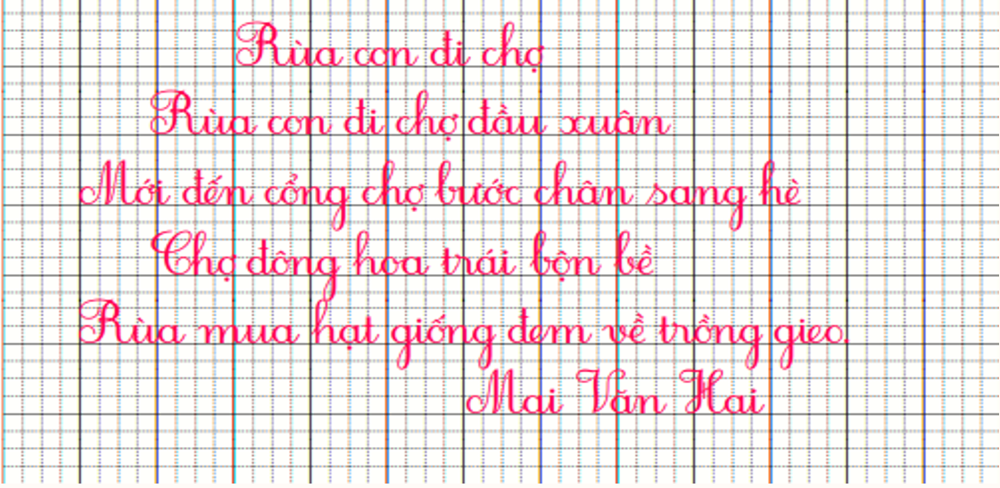 Rùa con đi chợ
Rùa con đi chợ đầu xuân
Mới đến cổng chợ bước chân sang hè
Chợ đông hoa trái bộn bề
Rùa mua hạt giống đem về trồng gieo.
Mai Văn Hai